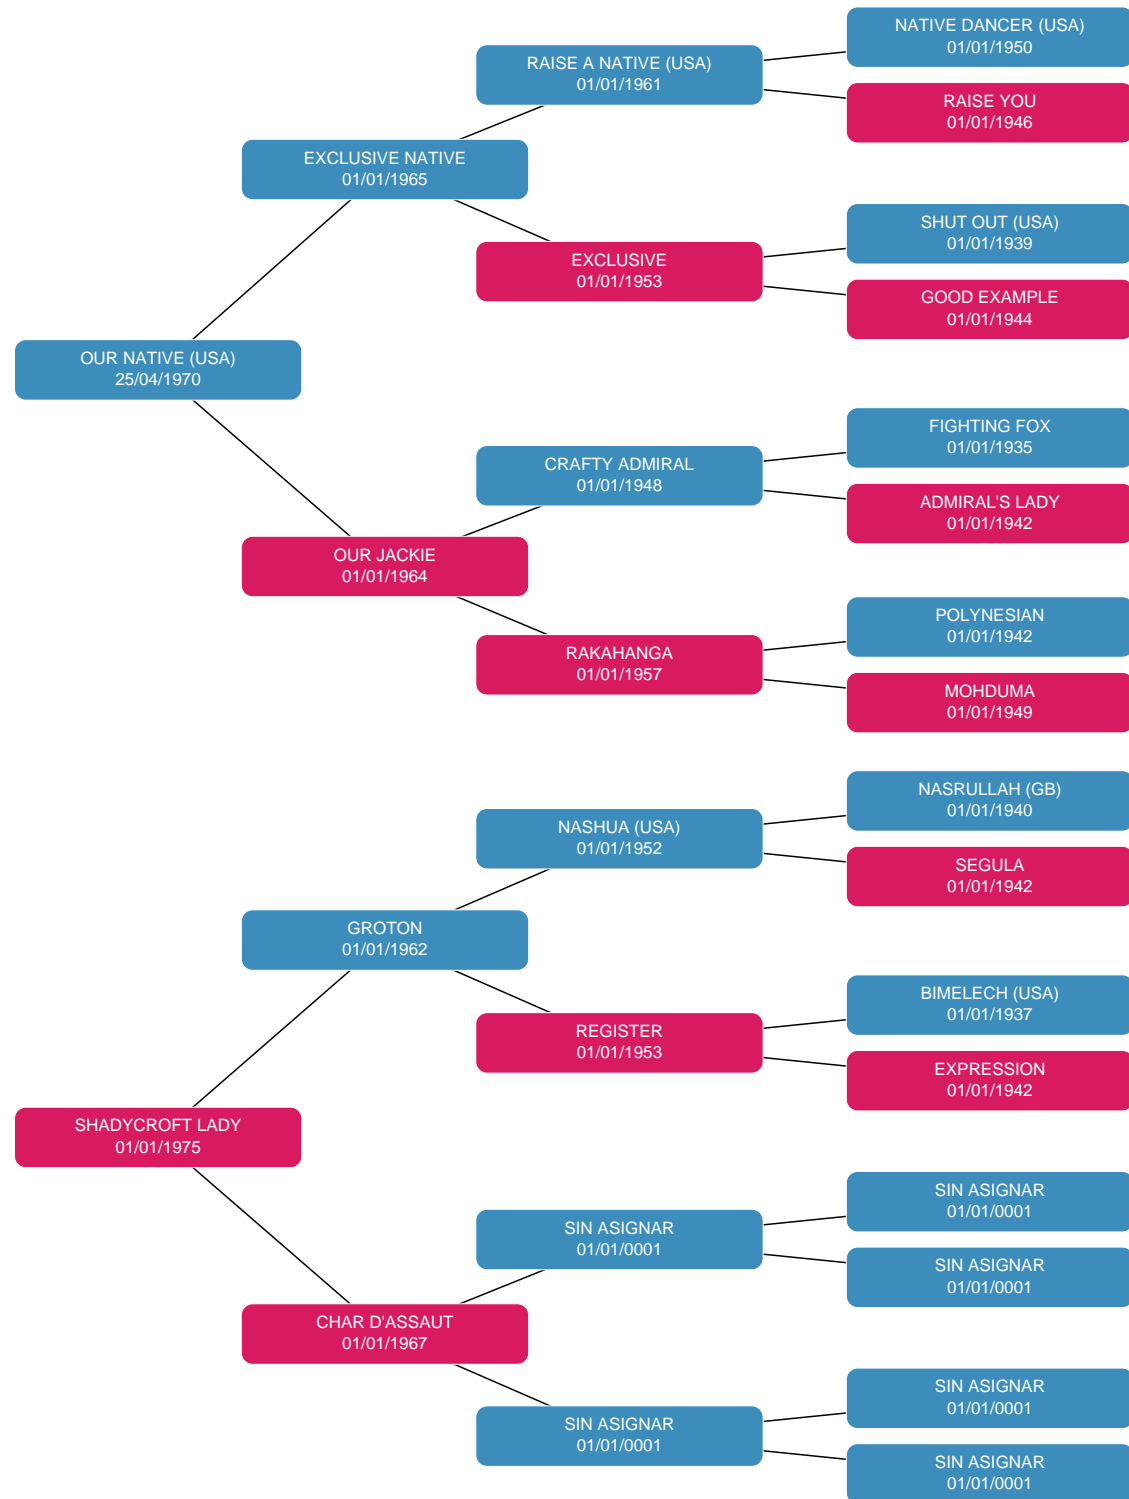 NATIVE DANCER (USA)
01/01/1950
RAISE A NATIVE (USA)
01/01/1961
RAISE YOU
01/01/1946
EXCLUSIVE NATIVE
01/01/1965
SHUT OUT (USA)
01/01/1939
EXCLUSIVE
01/01/1953
GOOD EXAMPLE
01/01/1944
OUR NATIVE (USA)
25/04/1970
FIGHTING FOX
01/01/1935
CRAFTY ADMIRAL
01/01/1948
ADMIRAL'S LADY
01/01/1942
OUR JACKIE
01/01/1964
POLYNESIAN
01/01/1942
RAKAHANGA
01/01/1957
MOHDUMA
01/01/1949
NASRULLAH (GB)
01/01/1940
NASHUA (USA)
01/01/1952
SEGULA
01/01/1942
GROTON
01/01/1962
BIMELECH (USA)
01/01/1937
REGISTER
01/01/1953
EXPRESSION
01/01/1942
SHADYCROFT LADY
01/01/1975
SIN ASIGNAR
01/01/0001
SIN ASIGNAR
01/01/0001
SIN ASIGNAR
01/01/0001
CHAR D'ASSAUT
01/01/1967
SIN ASIGNAR
01/01/0001
SIN ASIGNAR
01/01/0001
SIN ASIGNAR
01/01/0001